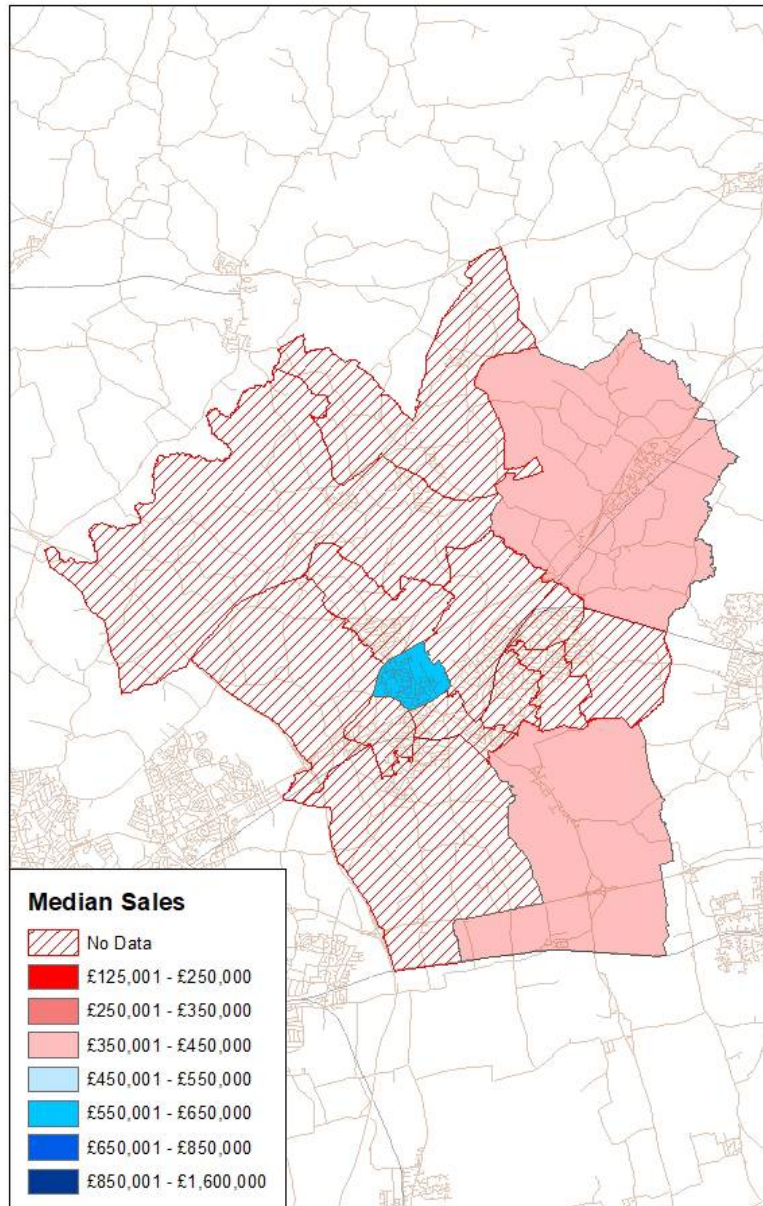 Median Sales
No Data
£125,001 - £250,000
£250,001 - £350,000
£350,001 - £450,000
£450,001 - £550,000
£550,001 - £650,000
£650,001 - £850,000
£850,001 - £1,600,000